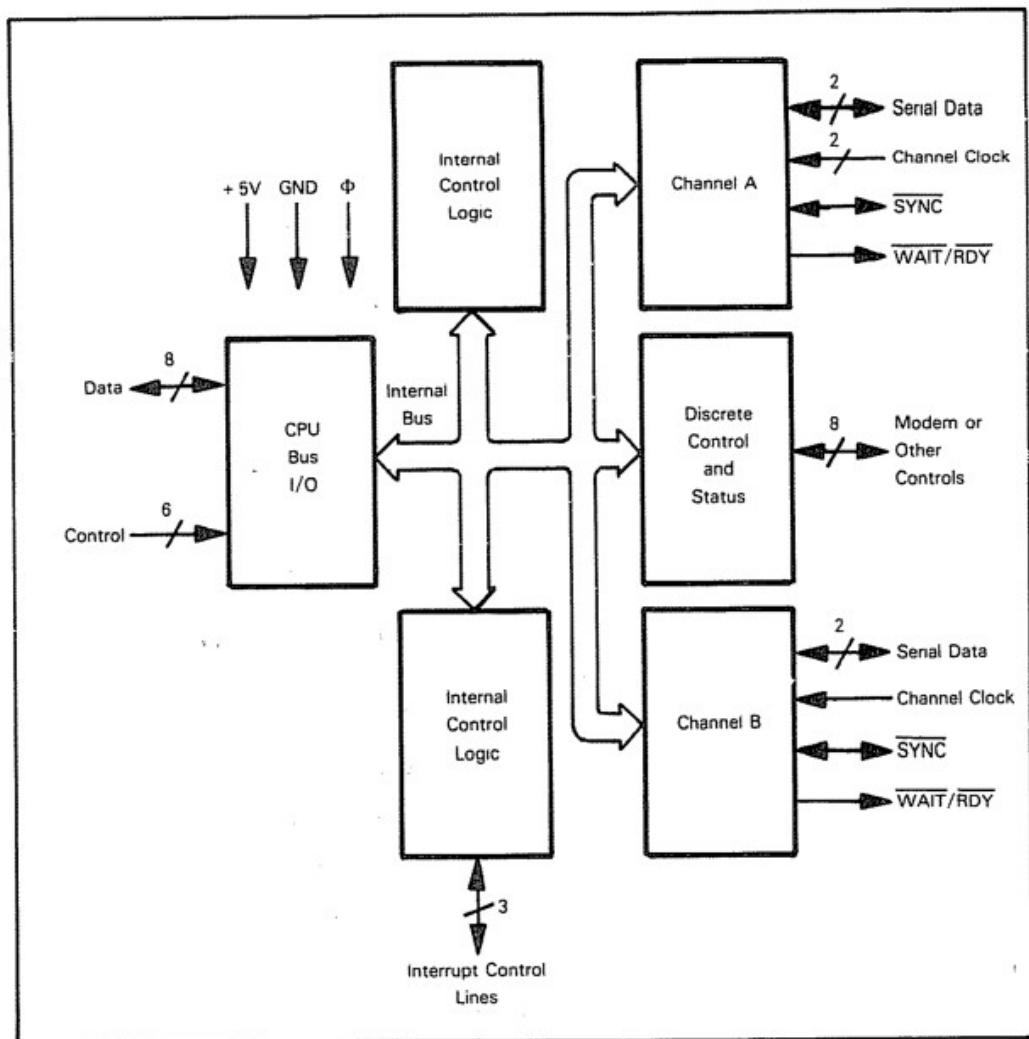 Internal
Control
Logic
+ 5V GND Φ
Channel A
2
Serial Data
2
Channel Clock
SYNC
WAIT/RDY
Data
8
Control
6
CPU
Bus
I/O
Internal
Bus
Discrete
Control
and
Status
8
Modem or
Other
Controls
Internal
Control
Logic
3
Interrupt Control
Lines
Channel B
2
Serial Data
Channel Clock
SYNC
WAIT/RDY